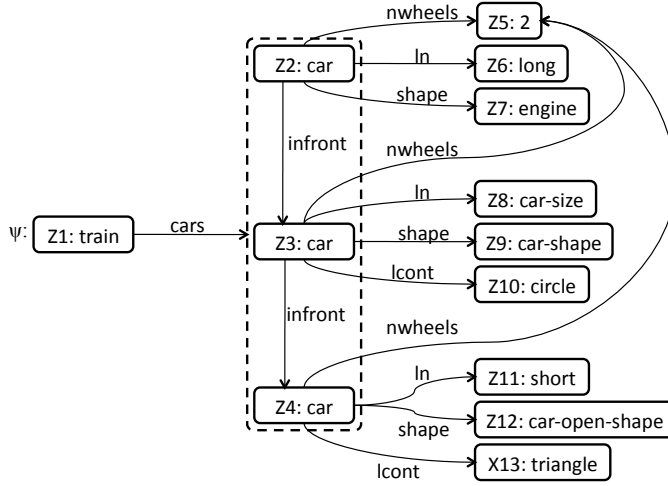 nwheels
Z5: 2
Z2: car
ln
Z6: long
shape
Z7: engine
infront
nwheels
ln
Z8: car-size
ψ:
Z1: train
cars
Z3: car
shape
Z9: car-shape
lcont
Z10: circle
infront
nwheels
ln
Z11: short
Z4: car
shape
Z12: car-open-shape
lcont
X13: triangle